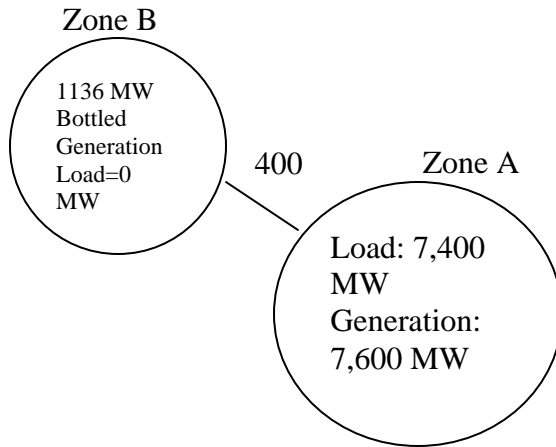 Zone B
1136 MW
Bottled
Generation
Load=0
MW
400
Zone A
Load: 7,400
MW
Generation:
7,600 MW